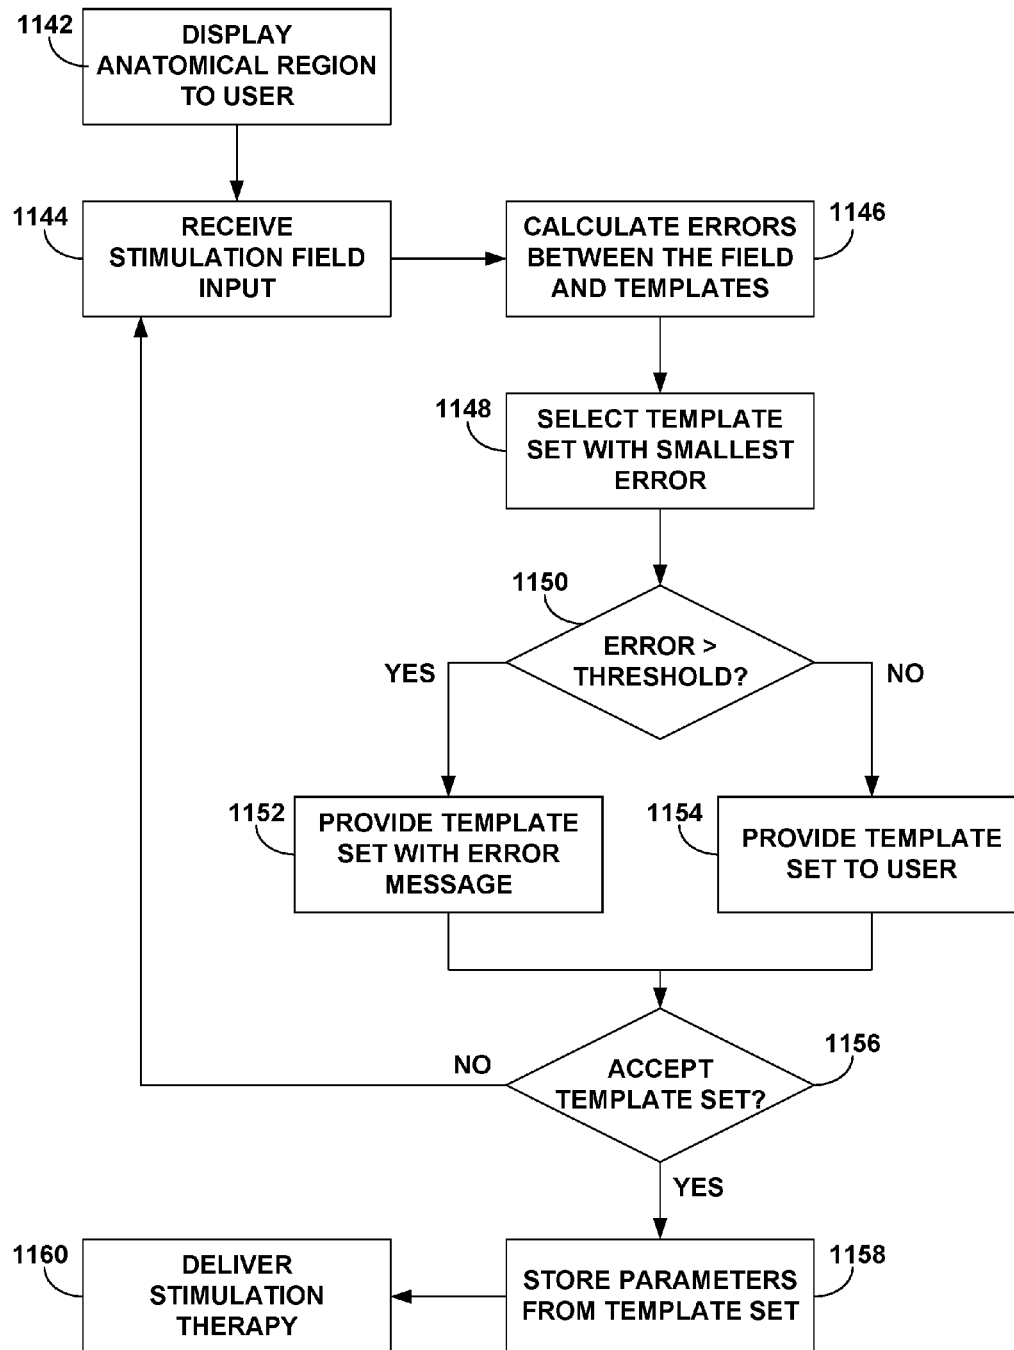 1142
DISPLAY
ANATOMICAL REGION
TO USER
1144
RECEIVE
STIMULATION FIELD
INPUT
CALCULATE ERRORS
BETWEEN THE FIELD
AND TEMPLATES
1146
1148
SELECT TEMPLATE
SET WITH SMALLEST
ERROR
1150
ERROR >
THRESHOLD?
YES
NO
1152
PROVIDE TEMPLATE
SET WITH ERROR
MESSAGE
1154
PROVIDE TEMPLATE
SET TO USER
1156
ACCEPT
TEMPLATE SET?
NO
YES
1160
DELIVER
STIMULATION
THERAPY
STORE PARAMETERS
FROM TEMPLATE SET
1158